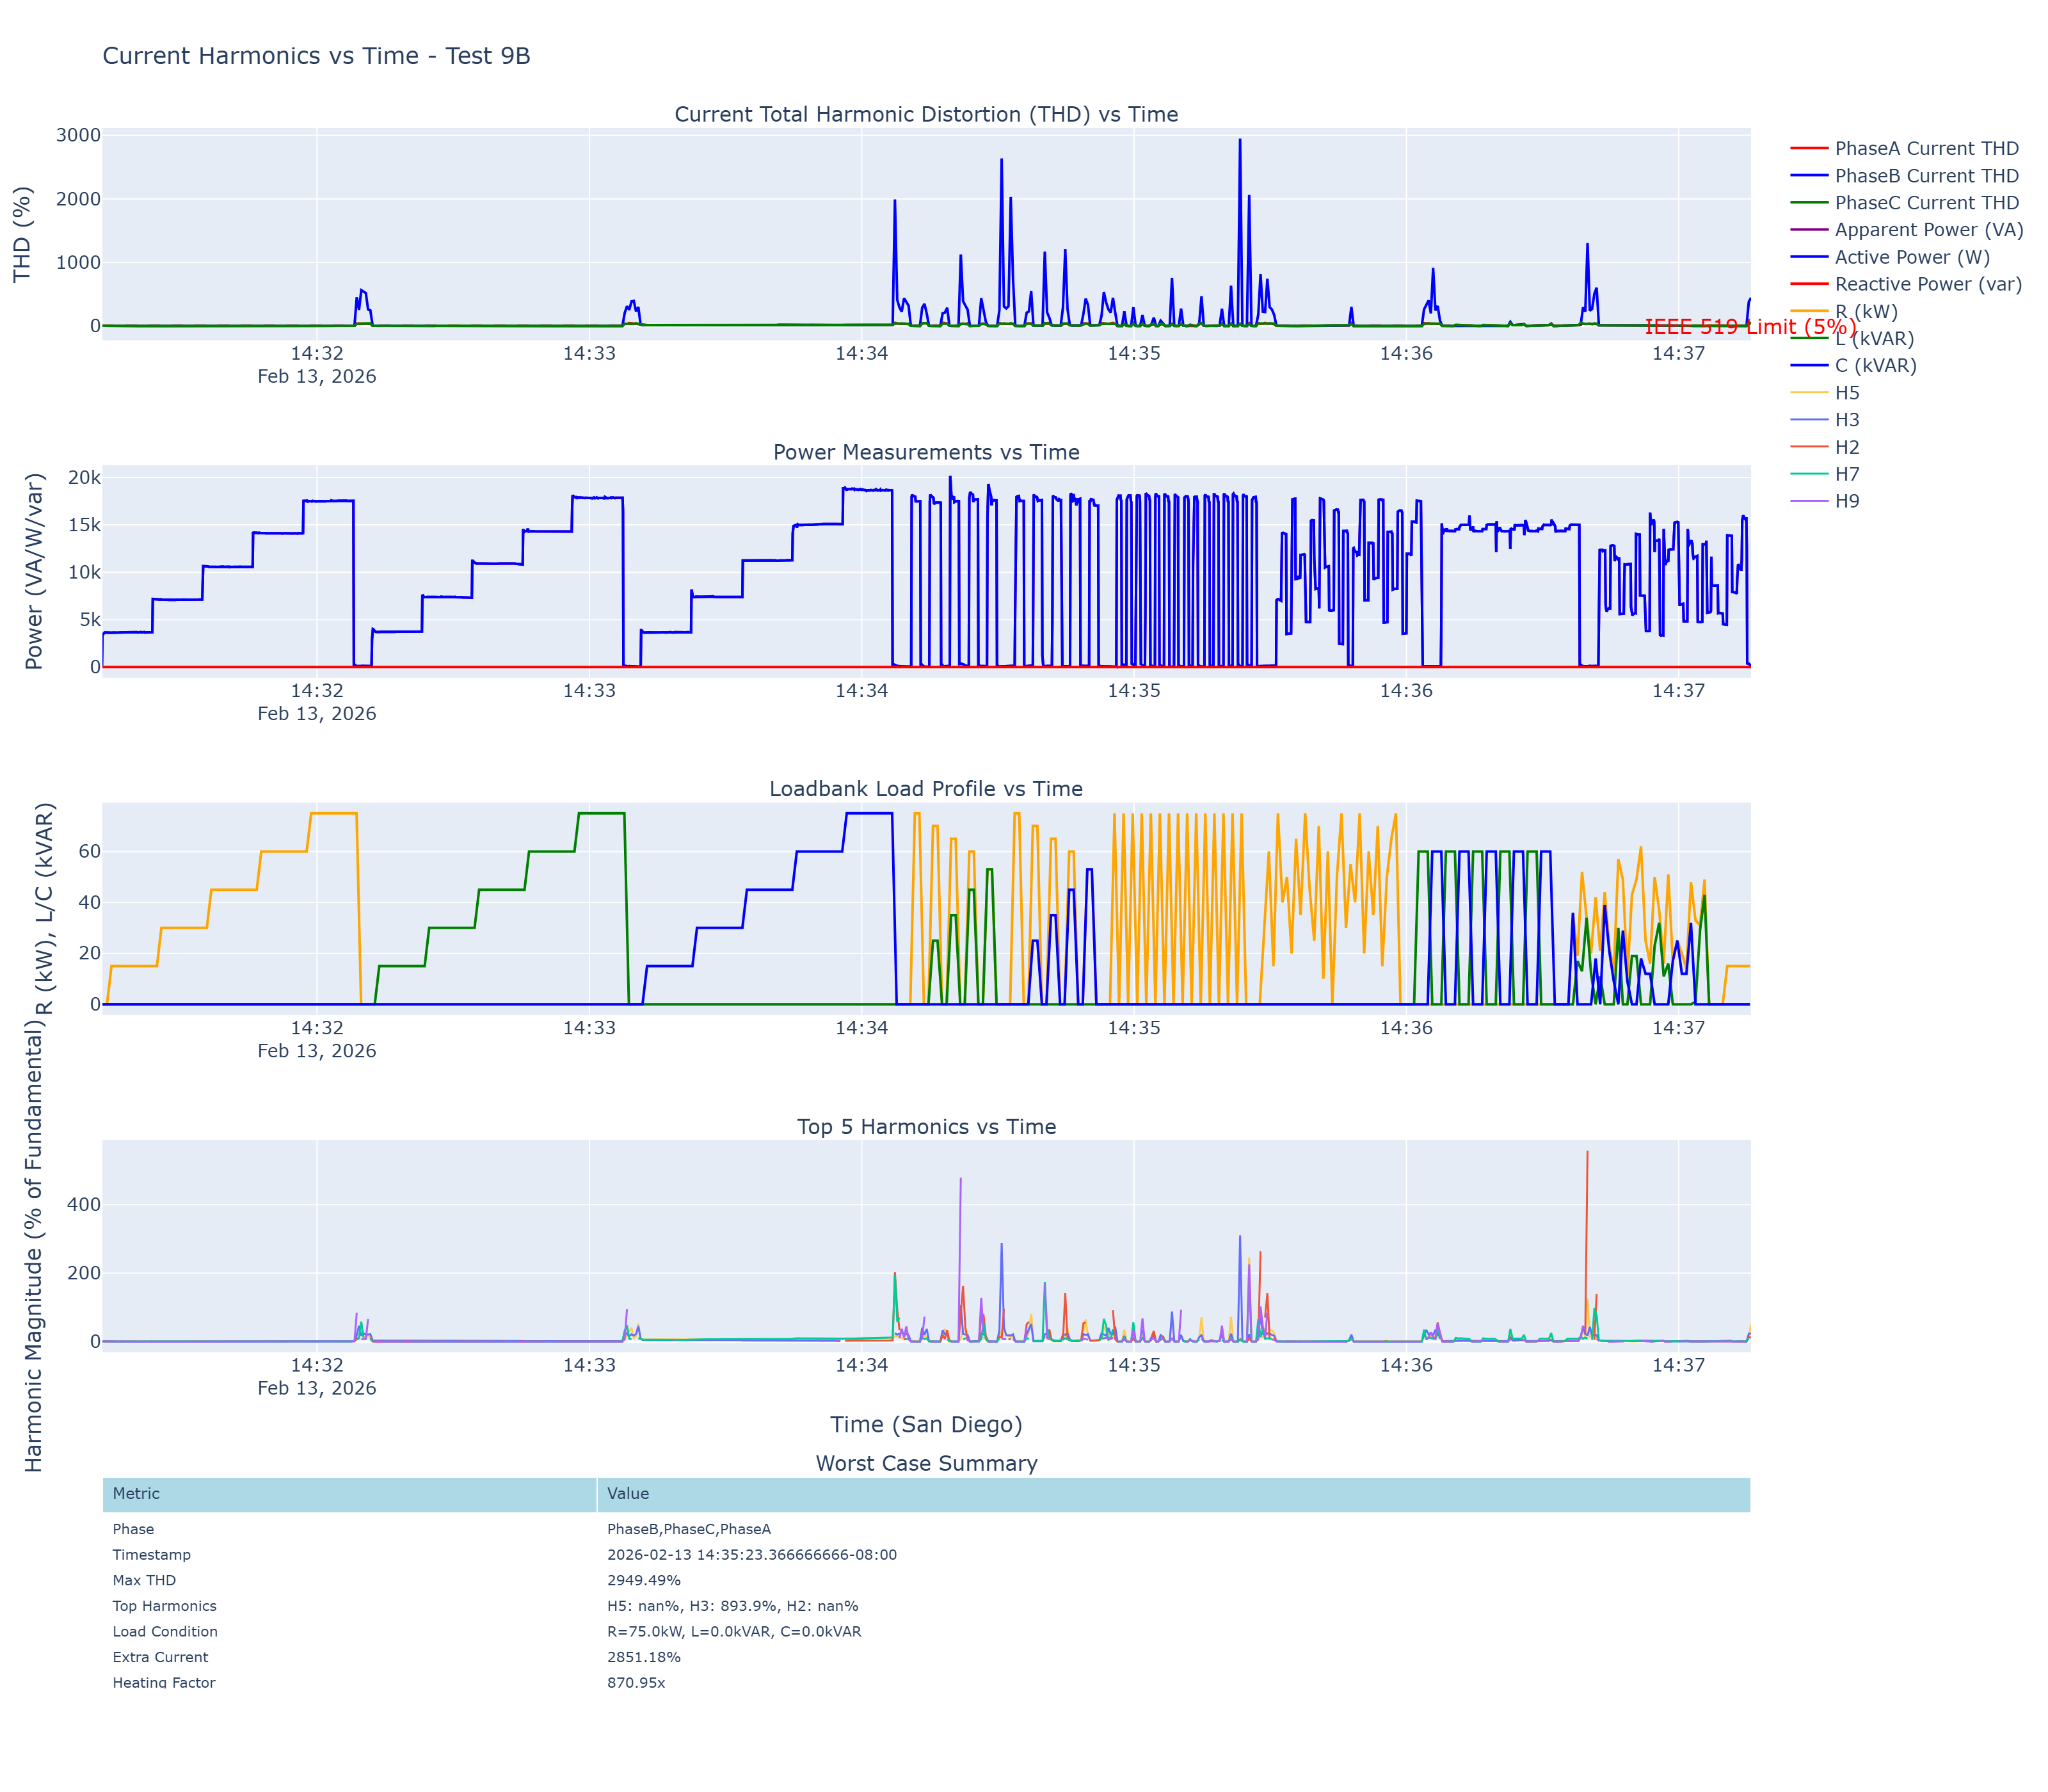 Current Harmonics vs Time - Test 9B
Current Total Harmonic Distortion (THD) vs Time
THD (%)
3000
2000
1000
0
14:32 14:33 14:34 14:35 14:36 14:37
Feb 13, 2026
IEEE 519 Limit (5%)
PhaseA Current THD
PhaseB Current THD
PhaseC Current THD
Apparent Power (VA)
Active Power (W)
Reactive Power (var)
R (kW)
L (kVAR)
C (kVAR)
H5
H3
H2
H7
H9
Power Measurements vs Time
Power (VA/W/var)
20k
15k
10k
5k
0
14:32 14:33 14:34 14:35 14:36 14:37
Feb 13, 2026
Loadbank Load Profile vs Time
R (kW), L/C (kVAR)
60
40
20
0
14:32 14:33 14:34 14:35 14:36 14:37
Feb 13, 2026
Top 5 Harmonics vs Time
Harmonic Magnitude (% of Fundamental)
400
200
0
14:32 14:33 14:34 14:35 14:36 14:37
Feb 13, 2026
Time (San Diego)
Worst Case Summary
Metric Value
Phase PhaseB,PhaseC,PhaseA
Timestamp 2026-02-13 14:35:23.366666666-08:00
Max THD 2949.49%
Top Harmonics H5: nan%, H3: 893.9%, H2: nan%
Load Condition R=75.0kW, L=0.0kVAR, C=0.0kVAR
Extra Current 2851.18%
Heating Factor 870.95x